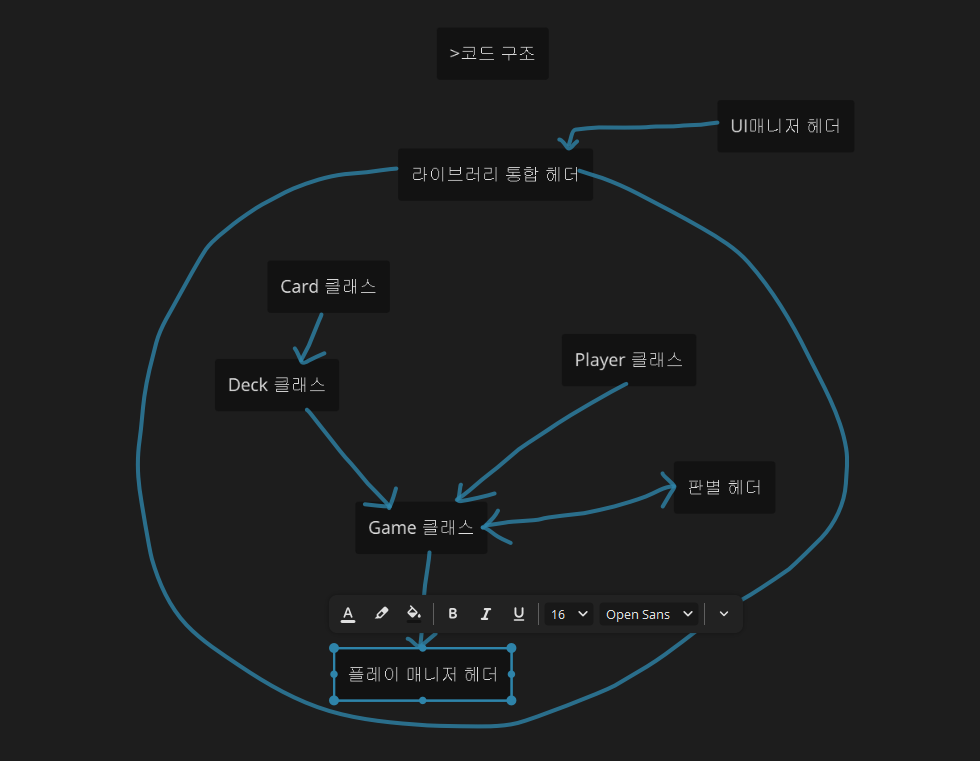 >코드 구조
UI매니저 헤더
라이브러리 통합 헤더
Card 클래스
Player 클래스
Deck 클래스
판별 헤더
Game 클래스
A B I U 16 Open Sans
플레이 매니저 헤더